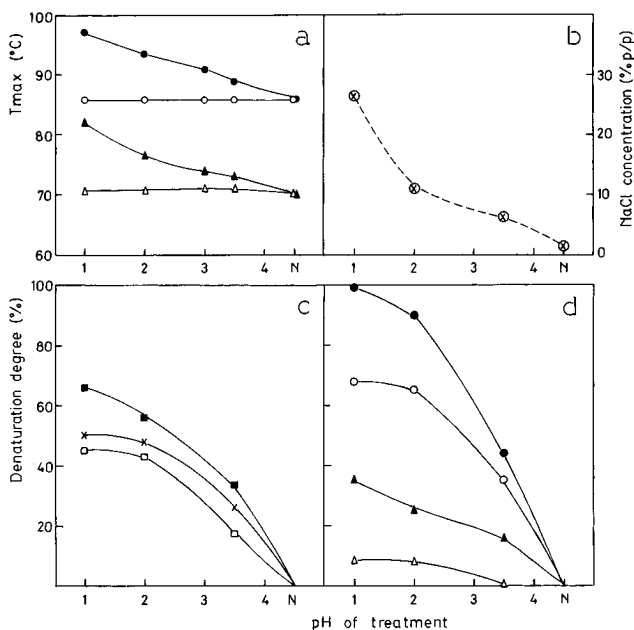 Tmax (°C)
100
90
80
70
60
a
1 2 3 4 N
b
30
20
10
0
NaCl concentration (% p/p)
1 2 3 4 N
Denaturation degree (%)
100
80
60
40
20
c
1 2 3 4 N
d
1 2 3 4 N
pH of treatment